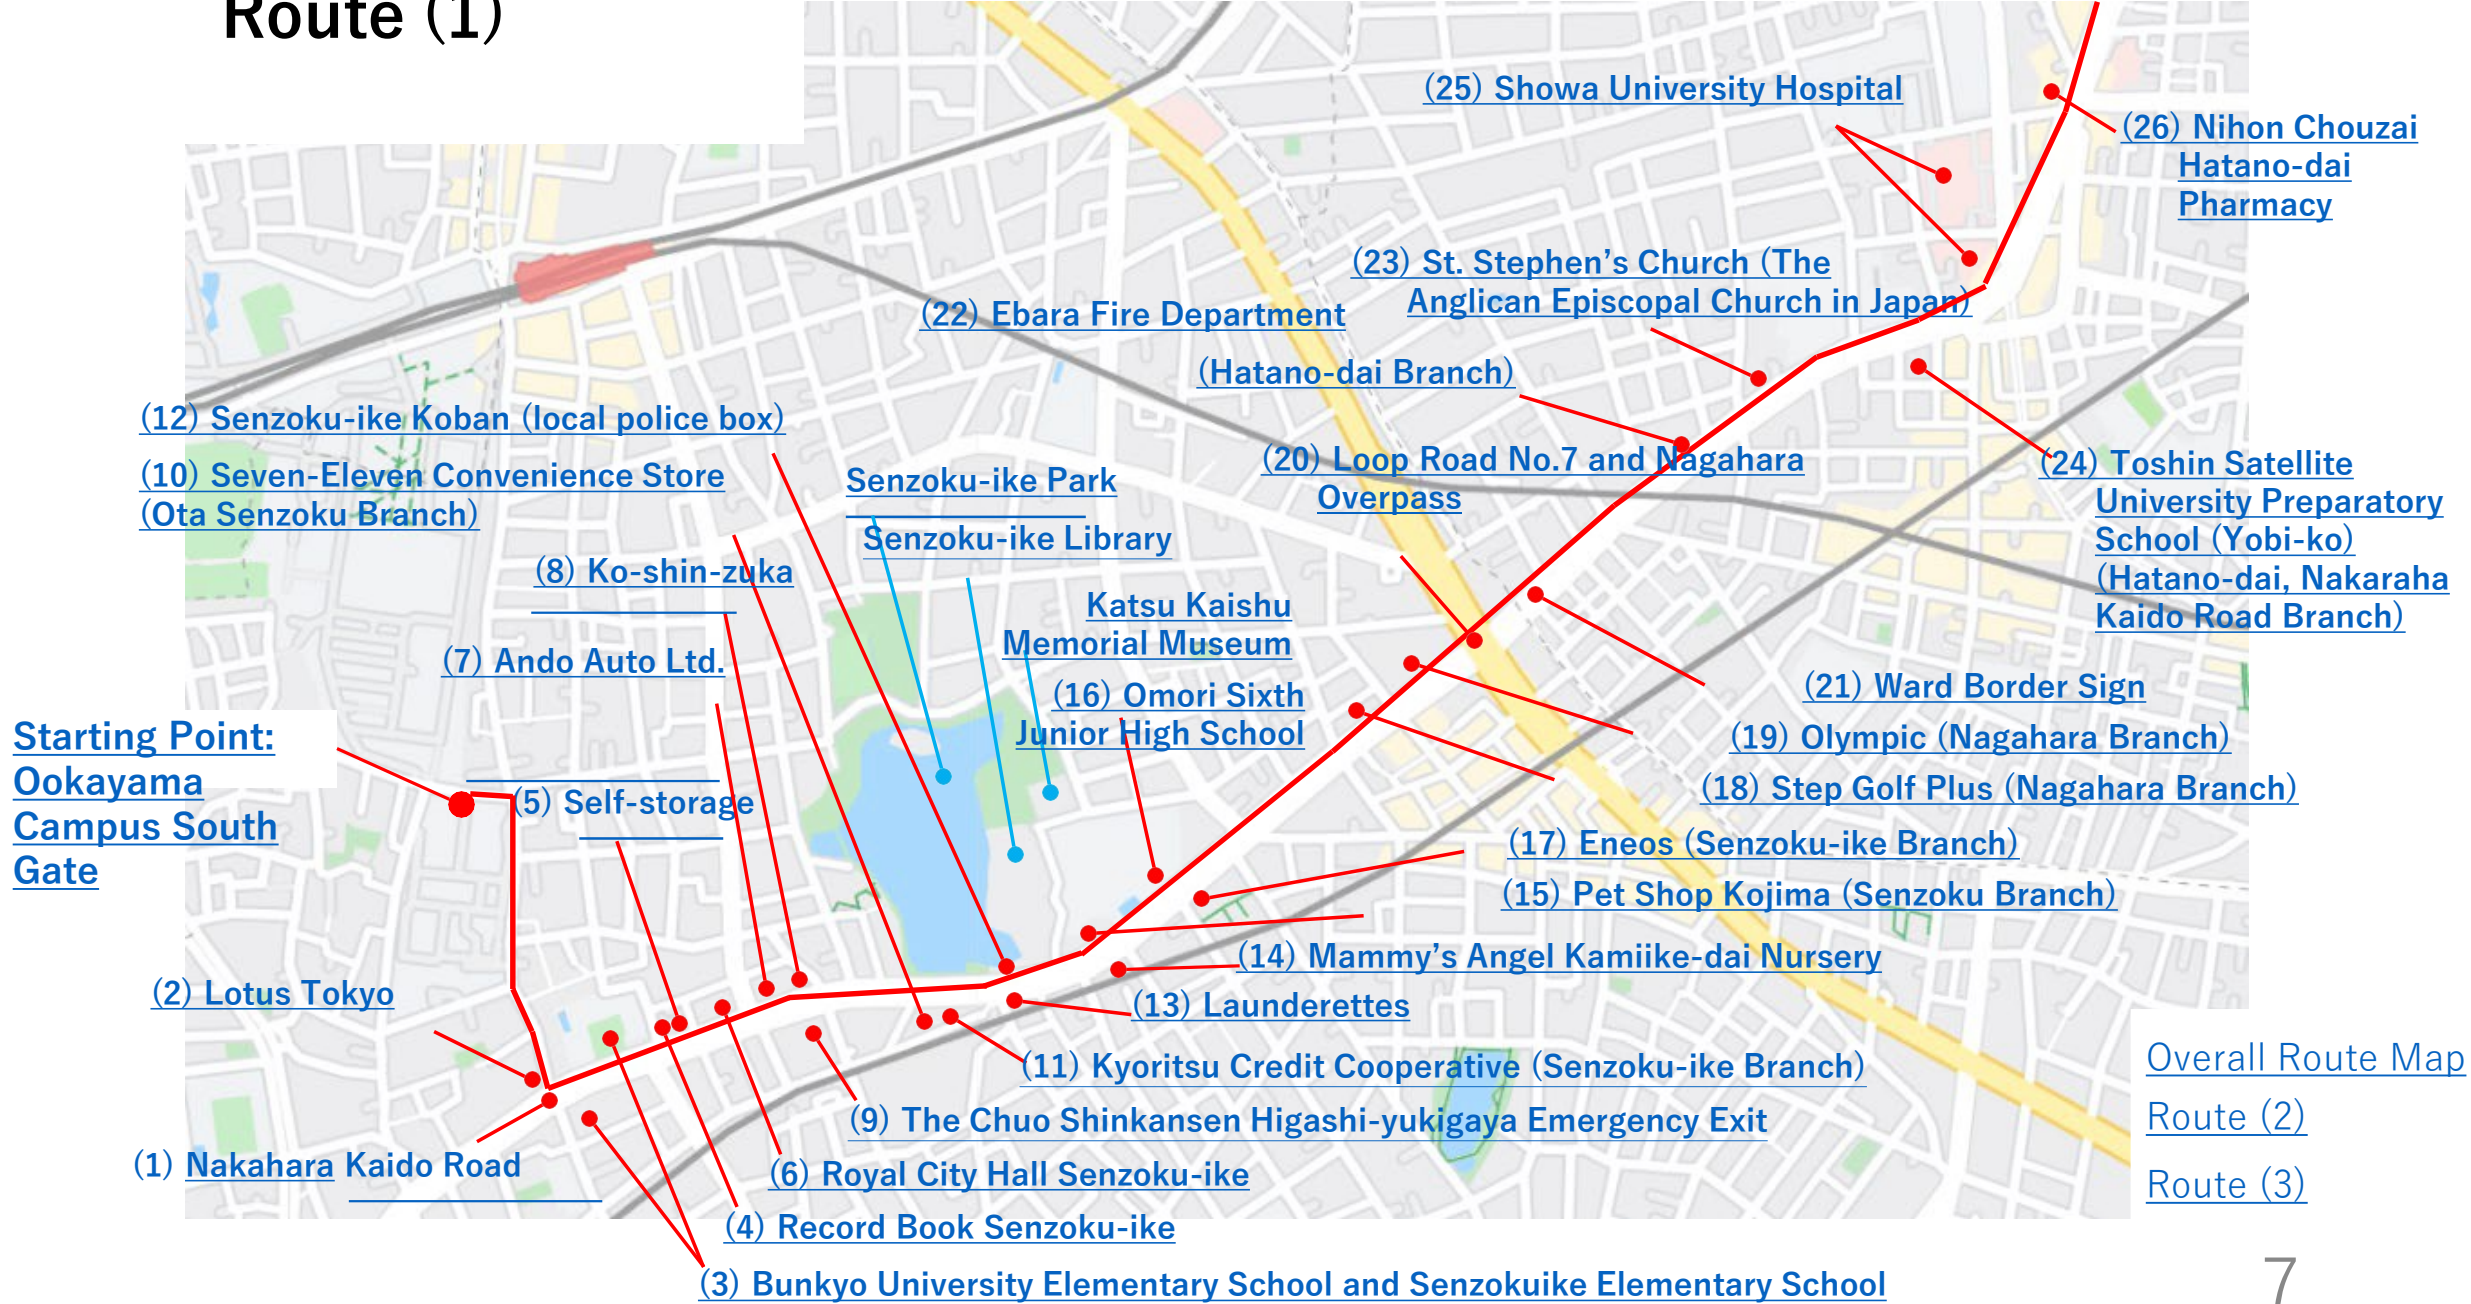 Route (1)
(25) Showa University Hospital
(26) Nihon Chouzai
Hatano-dai
Pharmacy
(23) St. Stephen’s Church (The
Anglican Episcopal Church in Japan)
(22) Ebara Fire Department
(Hatano-dai Branch)
(12) Senzoku-ike Koban (local police box)
(10) Seven-Eleven Convenience Store
(Ota Senzoku Branch)
Senzoku-ike Park
Senzoku-ike Library
(20) Loop Road No.7 and Nagahara
Overpass
(24) Toshin Satellite
University Preparatory
School (Yobi-ko)
(Hatano-dai, Nakaraha
Kaido Road Branch)
(8) Ko-shin-zuka
Katsu Kaishu
Memorial Museum
(7) Ando Auto Ltd.
(16) Omori Sixth
Junior High School
(21) Ward Border Sign
(19) Olympic (Nagahara Branch)
(18) Step Golf Plus (Nagahara Branch)
Starting Point:
Ookayama
Campus South
Gate
(5) Self-storage
(17) Eneos (Senzoku-ike Branch)
(15) Pet Shop Kojima (Senzoku Branch)
(14) Mammy’s Angel Kamiike-dai Nursery
(2) Lotus Tokyo
(13) Launderettes
(11) Kyoritsu Credit Cooperative (Senzoku-ike Branch)
(9) The Chuo Shinkansen Higashi-yukigaya Emergency Exit
(1) Nakahara Kaido Road
(6) Royal City Hall Senzoku-ike
(4) Record Book Senzoku-ike
(3) Bunkyo University Elementary School and Senzokuike Elementary School
Overall Route Map
Route (2)
Route (3)
7